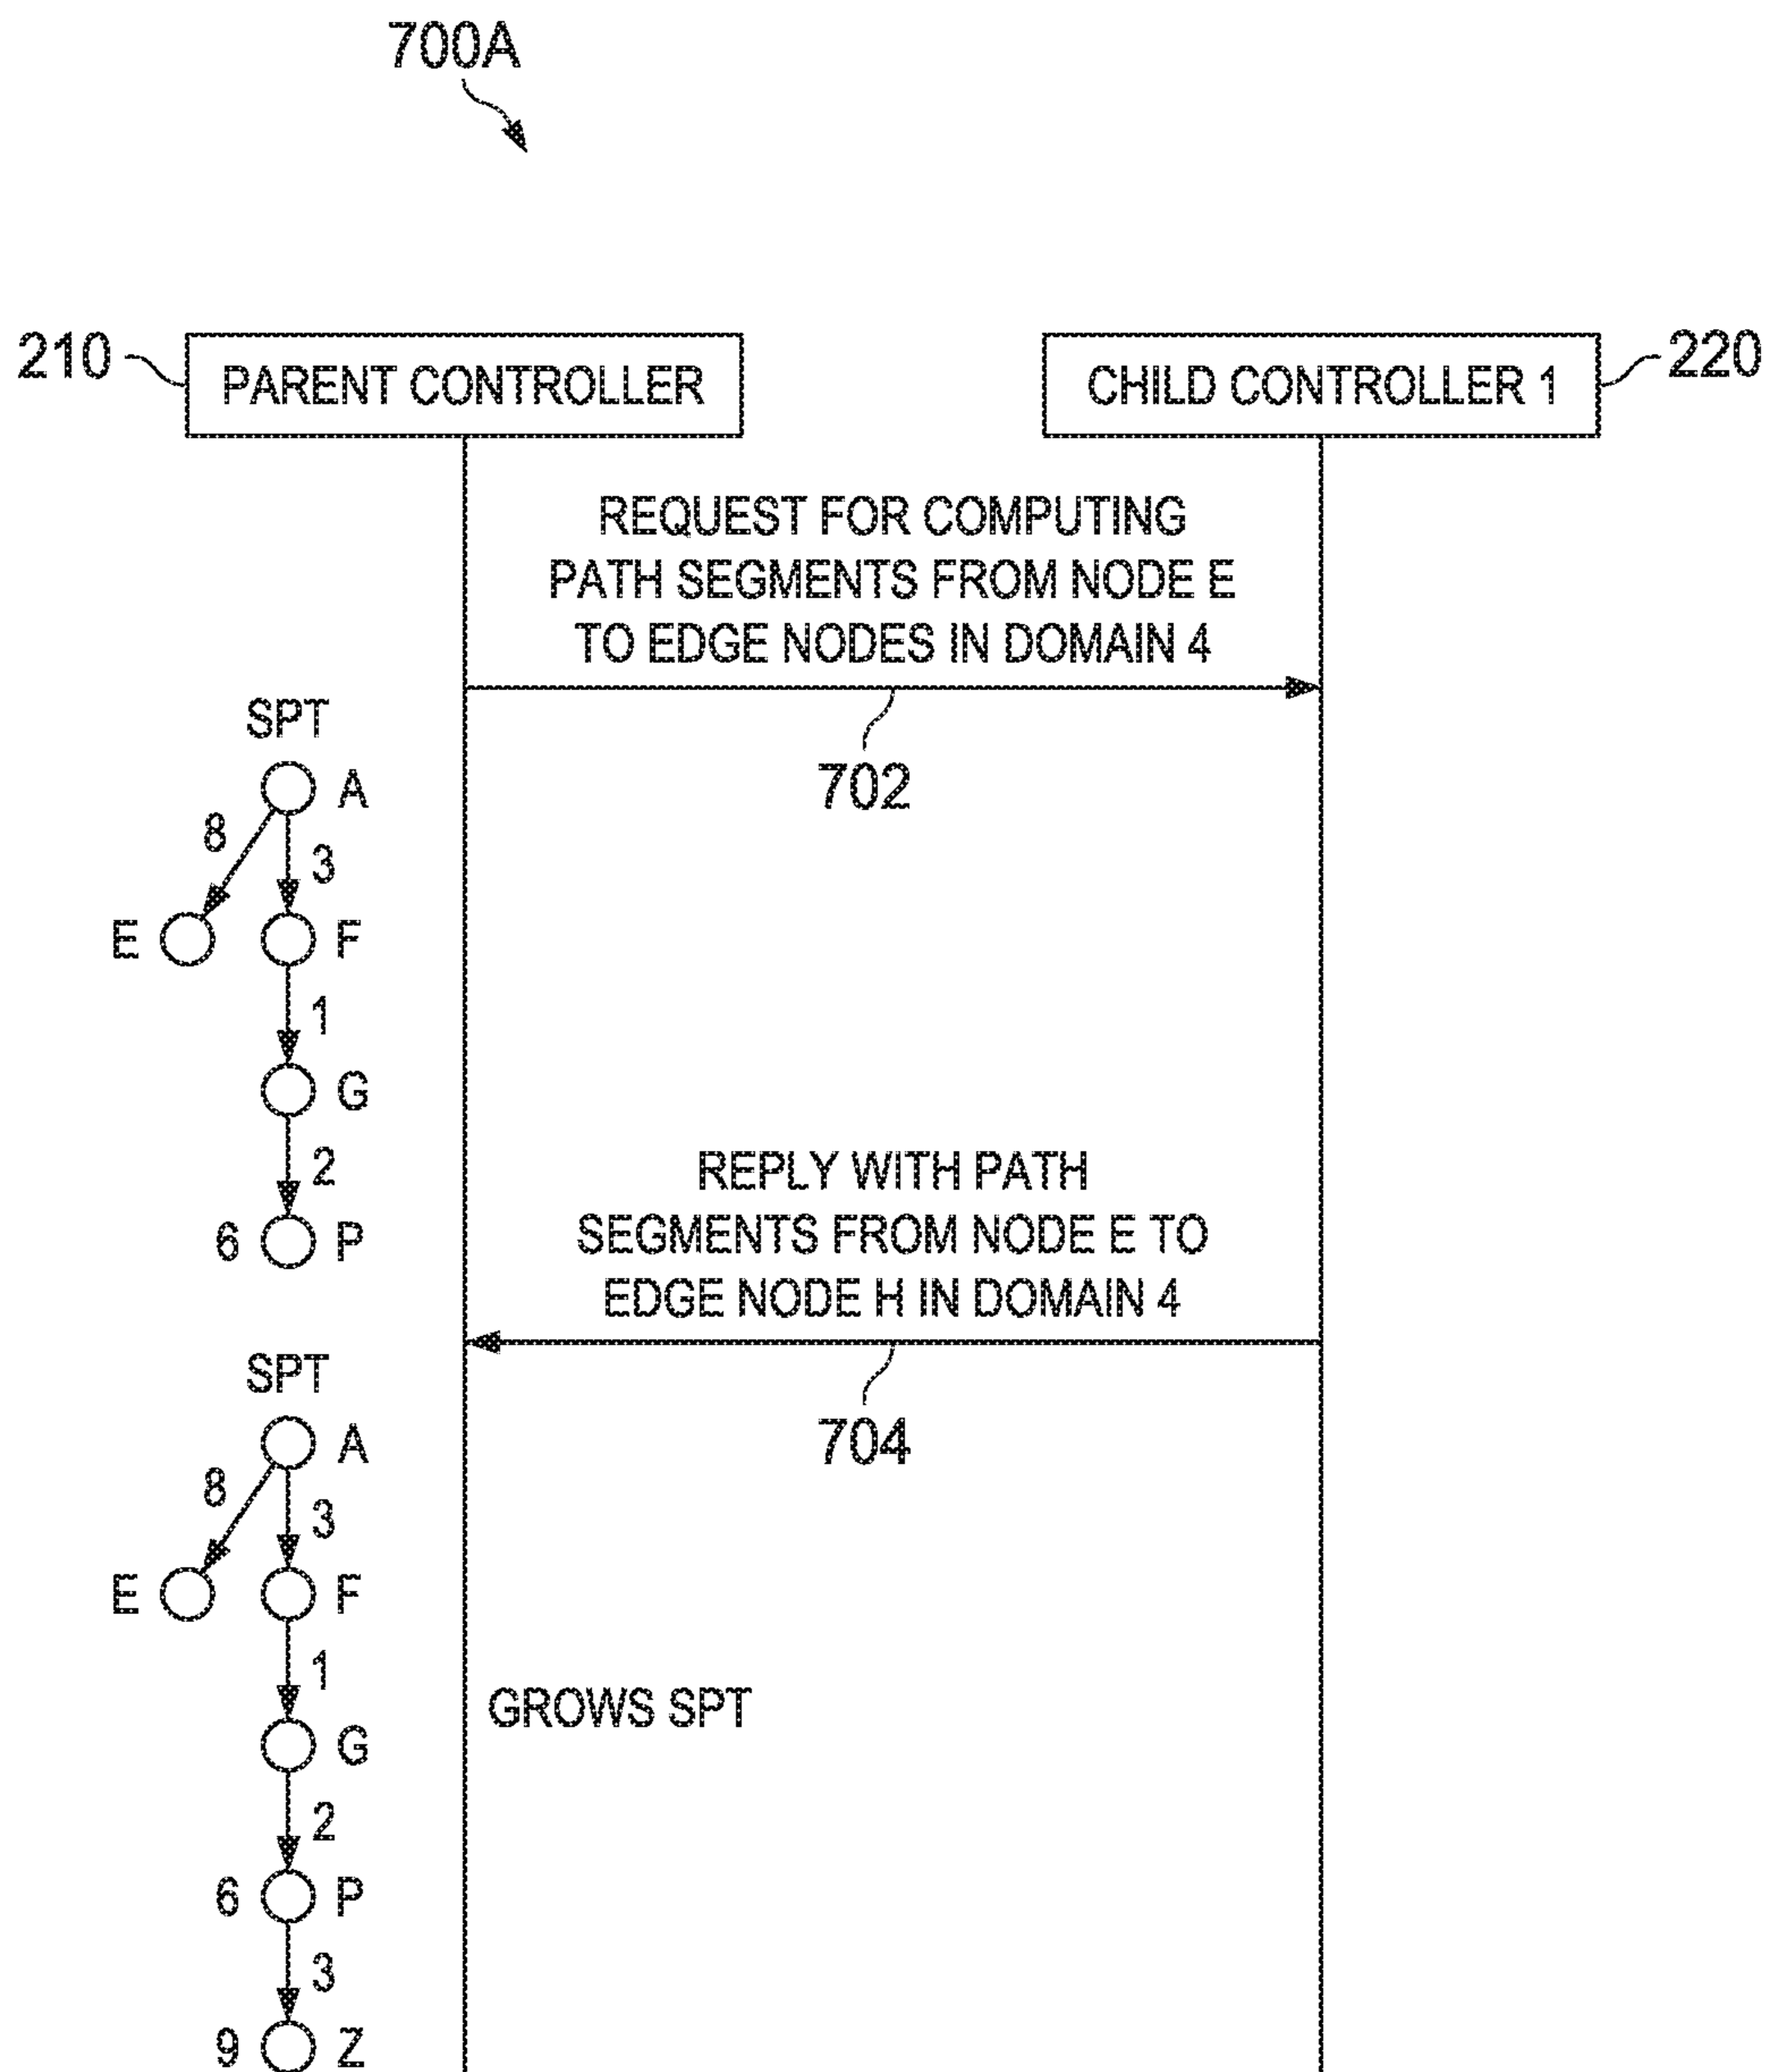 700A
210
PARENT CONTROLLER
CHILD CONTROLLER 1
220
REQUEST FOR COMPUTING
PATH SEGMENTS FROM NODE E
TO EDGE NODES IN DOMAIN 4
702
SPT
A
8
3
E
F
1
G
2
6
P
REPLY WITH PATH
SEGMENTS FROM NODE E TO
EDGE NODE H IN DOMAIN 4
704
SPT
A
8
3
E
F
1
GROWS SPT
G
2
6
P
3
9
Z